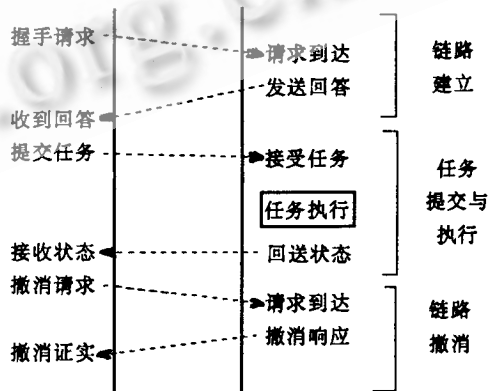 握手请求
请求到达
发送回答
收到回答
提交任务
接受任务
任务执行
接收状态
回送状态
撤消请求
请求到达
撤消响应
撤消证实
链路
建立
任务
提交与
执行
链路
撤消